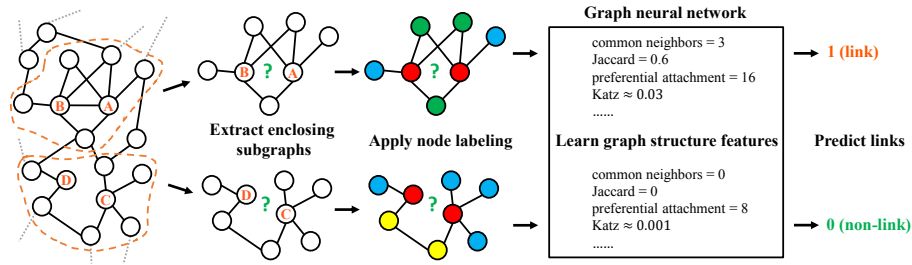 Graph neural network
common neighbors = 3
Jaccard = 0.6
preferential attachment = 16
Katz ≈ 0.03
......
1 (link)
B
A
B
?
A
?
B
A
Extract enclosing
subgraphs
Apply node labeling
Learn graph structure features
Predict links
common neighbors = 0
Jaccard = 0
preferential attachment = 8
Katz ≈ 0.001
......
0 (non-link)
D
C
D
?
C
?